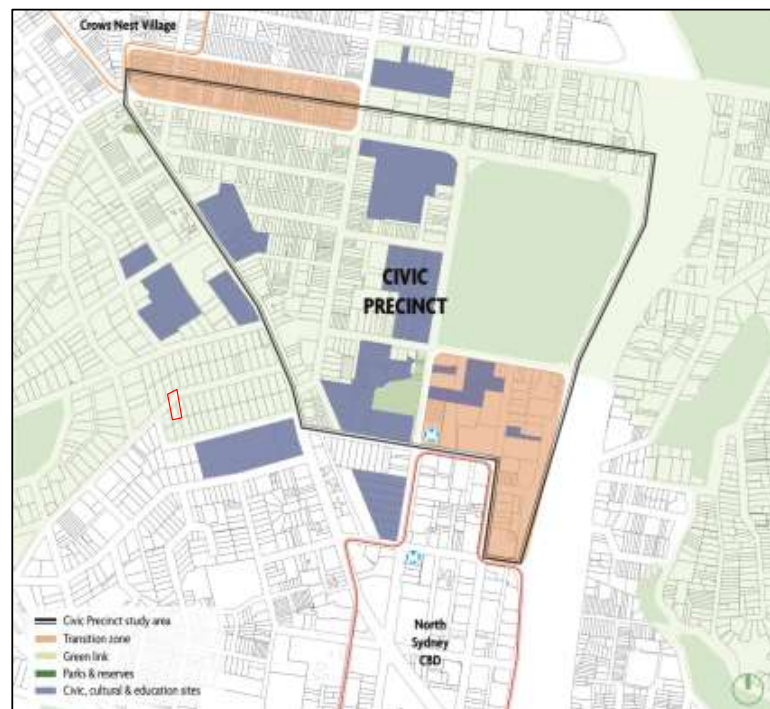 Crows Nest Village
CIVIC
PRECINCT
M
M
North
Sydney
CBD
Civic Precinct study area
Transition zone
Green link
Parks & reserves
Civic, cultural & education sites